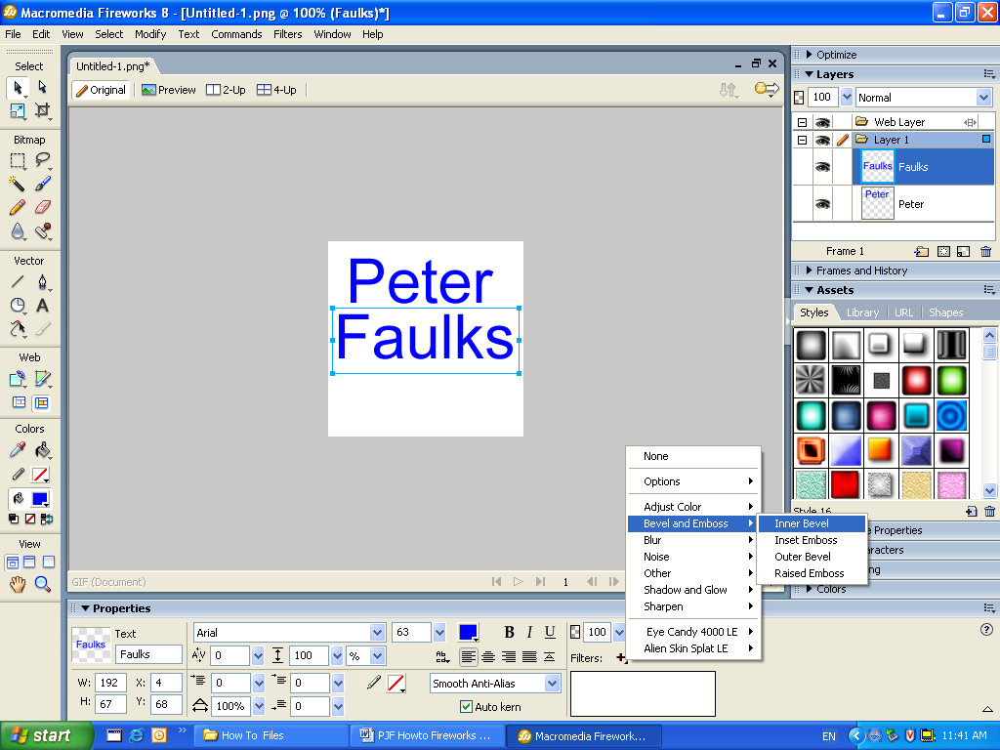 Macromedia Fireworks 8 - [Untitled-1.png @ 100% (Faulks)*]
File Edit View Select Modify Text Commands Filters Window Help
Select
Bitmap
Vector
Web
Colors
View
Untitled-1.png*
Original Preview 2-Up 4-Up
Peter
Faulks
GIF (Document)
1
None
Options
Adjust Color
Bevel and Emboss
Blur
Noise
Other
Shadow and Glow
Sharpen
Eye Candy 4000 LE
Alien Skin Splat LE
Inner Bevel
Inset Emboss
Outer Bevel
Raised Emboss
Optimize
Layers
100 Normal
Web Layer
Layer 1
Faulks Faulks
Peter Peter
Frame 1
Frames and History
Assets
Styles Library URL Shapes
Style 16
Properties
Colors
Properties
Faulks Text
Faulks
W: 192 X: 4
H: 67 Y: 68
Arial 63 B I U 100
0 100 %
Filters:
0 0 Smooth Anti-Alias
100% 0 Auto kern
start How To Files PJF Howto Fireworks ... Macromedia Firework... EN 11:41 AM